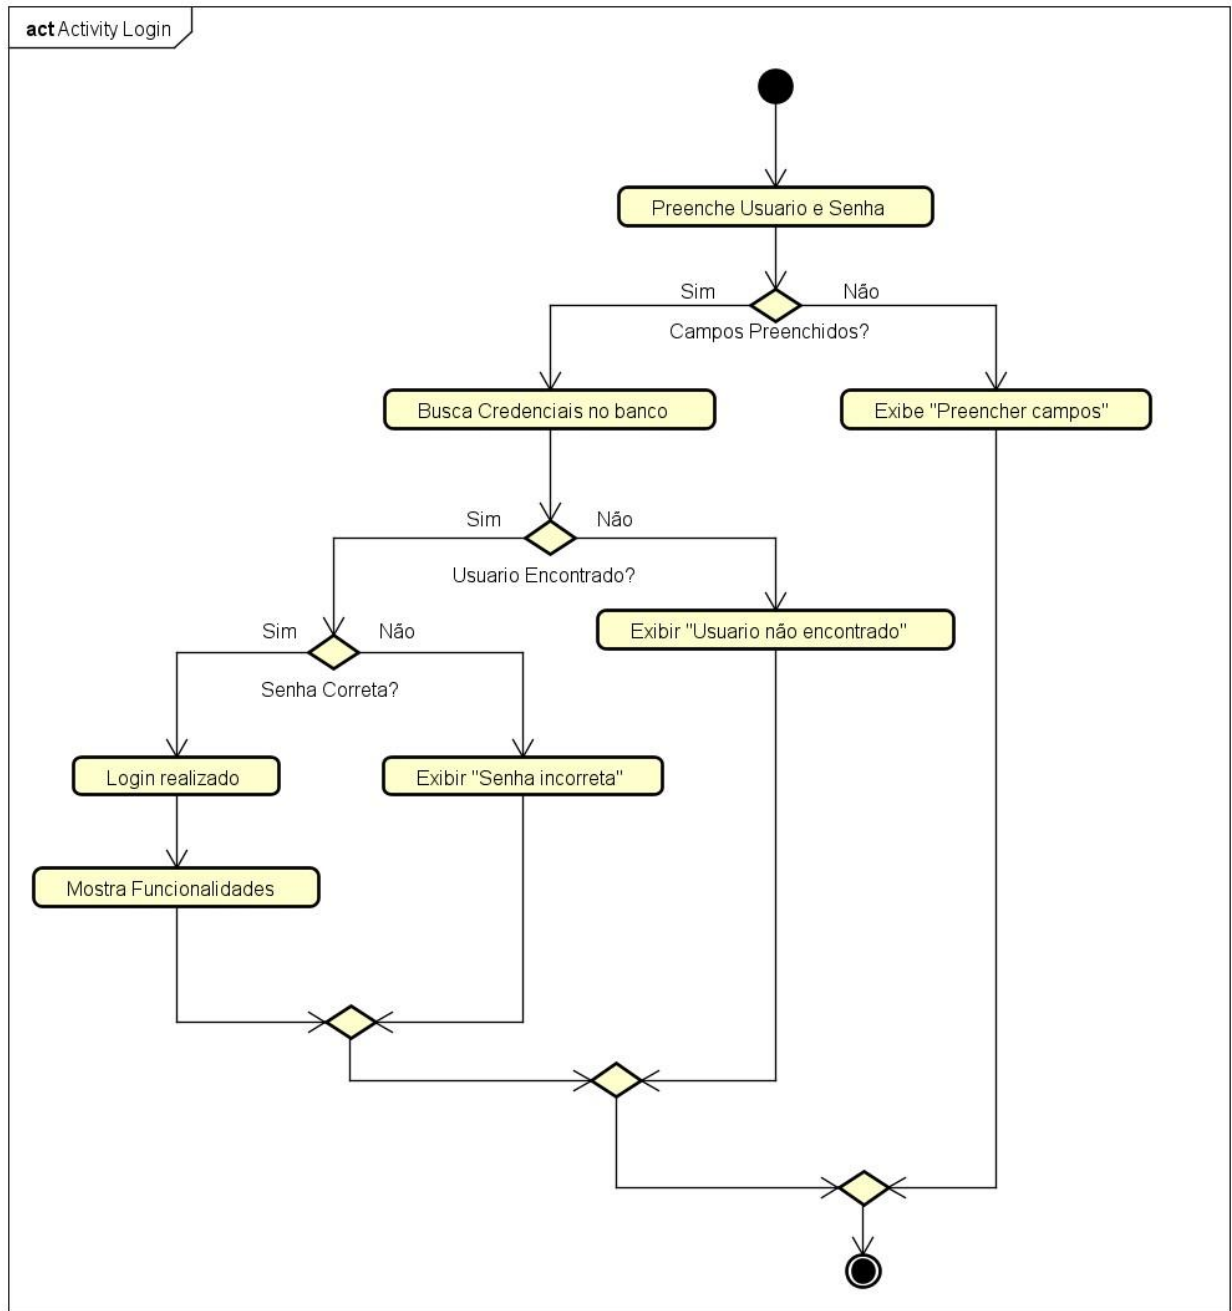 act Activity Login
Preenche Usuario e Senha
Sim
Não
Campos Preenchidos?
Busca Credenciais no banco
Exibe "Preencher campos"
Sim
Não
Usuario Encontrado?
Sim
Não
Exibir "Usuario não encontrado"
Senha Correta?
Login realizado
Exibir "Senha incorreta"
Mostra Funcionalidades